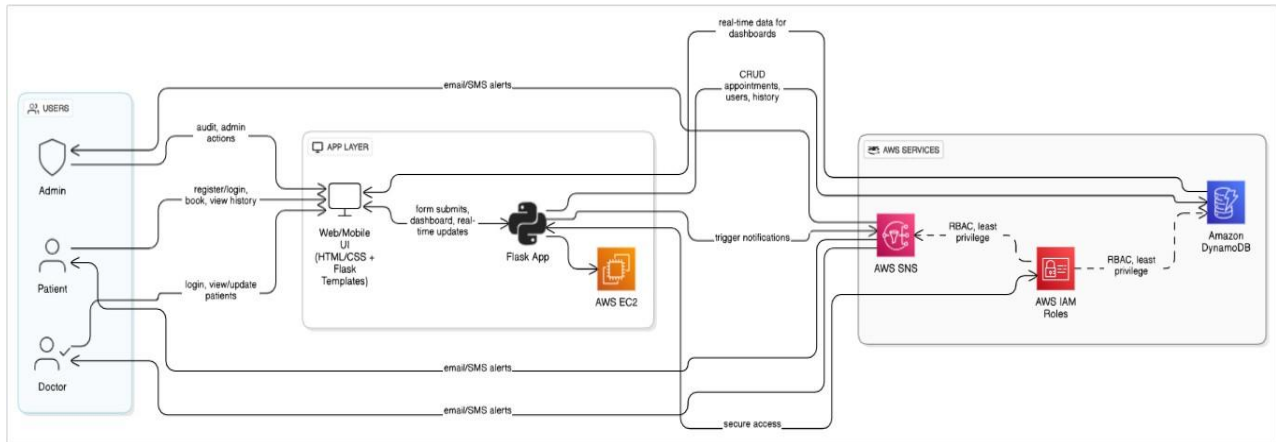 real-time data for
dashboards
CRUD
appointments,
users, history
email/SMS alerts
USERS
audit, admin
actions
Admin
APP LAYER
AWS SERVICES
register/login,
book, view history
form submits,
dashboard, real-
time updates
Web/Mobile
UI
(HTML/CSS +
Flask
Templates)
Flask App
trigger notifications
AWS SNS
RBAC, least
privilege
RBAC, least
privilege
Amazon
DynamoDB
Patient
login, view/update
patients
AWS EC2
AWS IAM
Roles
Doctor
email/SMS alerts
email/SMS alerts
secure access